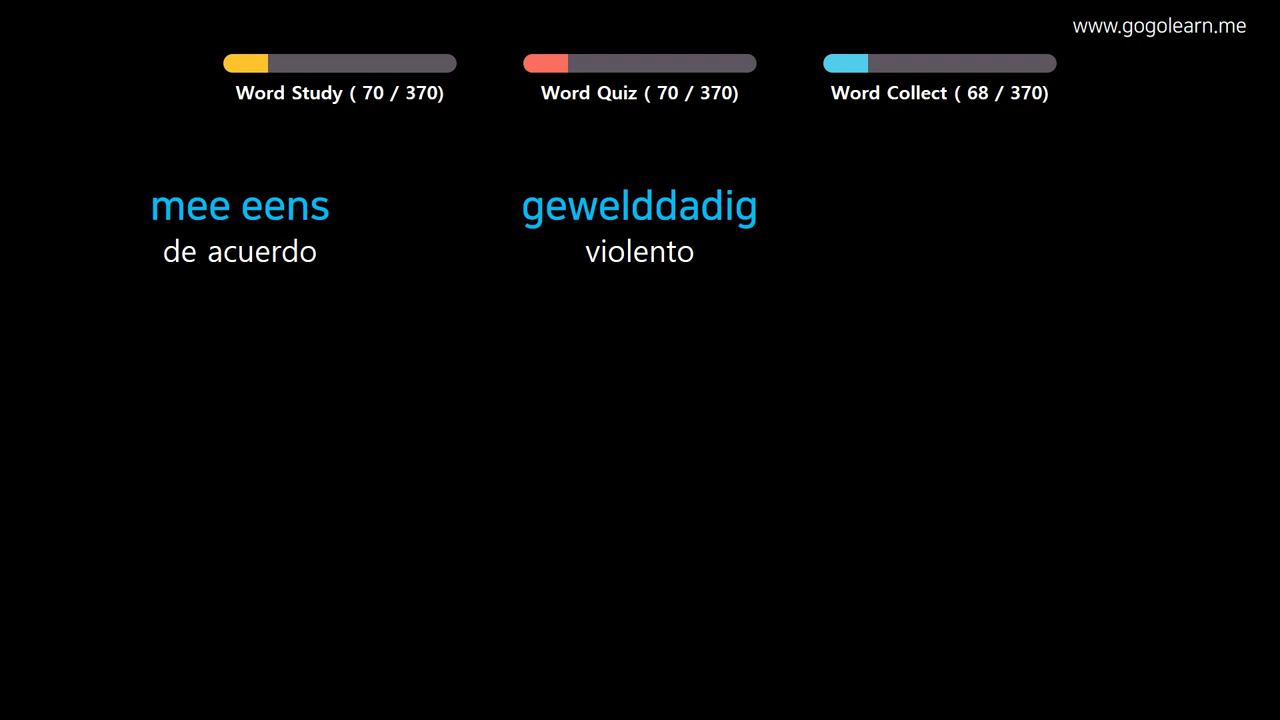 www.gogolearn.me
Word Study ( 70 / 370)
Word Quiz ( 70 / 370)
Word Collect ( 68 / 370)
mee eens
de acuerdo
gewelddadig
violento